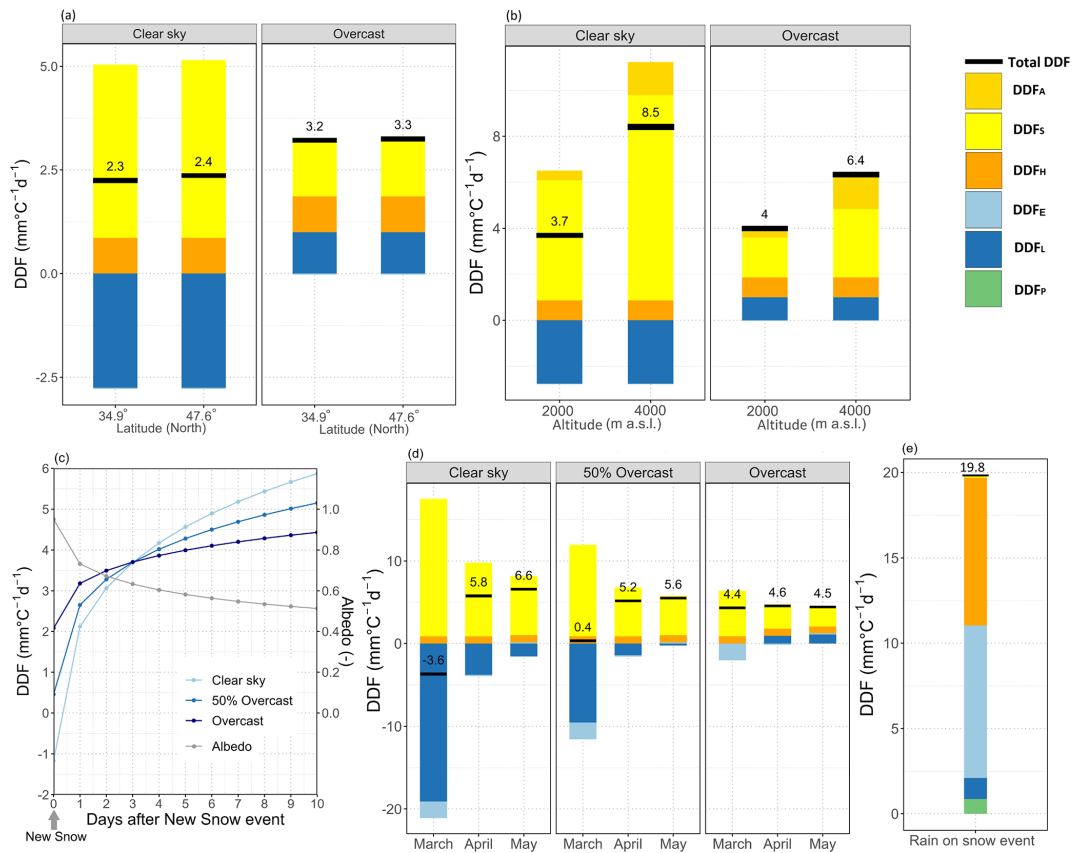 (a)
Clear sky
Overcast
DDF (mm°C⁻¹d⁻¹)
5.0
2.5
0.0
-2.5
2.3
2.4
3.2
3.3
34.9°
47.6°
34.9°
47.6°
Latitude (North)
Latitude (North)
(b)
Clear sky
Overcast
DDF (mm°C⁻¹d⁻¹)
8
4
0
3.7
8.5
4
6.4
2000
4000
2000
4000
Altitude (m a.s.l.)
Altitude (m a.s.l.)
Total DDF
DDFA
DDFS
DDFH
DDFE
DDFL
DDFP
(c)
DDF (mm°C⁻¹d⁻¹)
6
5
4
3
2
1
0
-1
-2
1.0
0.8
0.6
0.4
0.2
0.0
Albedo (-)
Clear sky
50% Overcast
Overcast
Albedo
0 1 2 3 4 5 6 7 8 9 10
Days after New Snow event
New Snow
(d)
Clear sky
50% Overcast
Overcast
DDF (mm°C⁻¹d⁻¹)
10
0
-10
-20
-3.6
5.8
6.6
0.4
5.2
5.6
4.4
4.6
4.5
March April May
March April May
March April May
(e)
DDF (mm°C⁻¹d⁻¹)
20
15
10
5
0
19.8
Rain on snow event